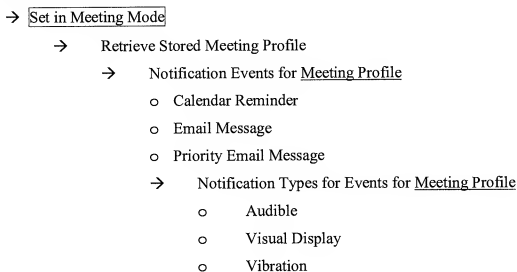 → Set in Meeting Mode
→ Retrieve Stored Meeting Profile
→ Notification Events for Meeting Profile
o Calendar Reminder
o Email Message
o Priority Email Message
→ Notification Types for Events for Meeting Profile
o Audible
o Visual Display
o Vibration